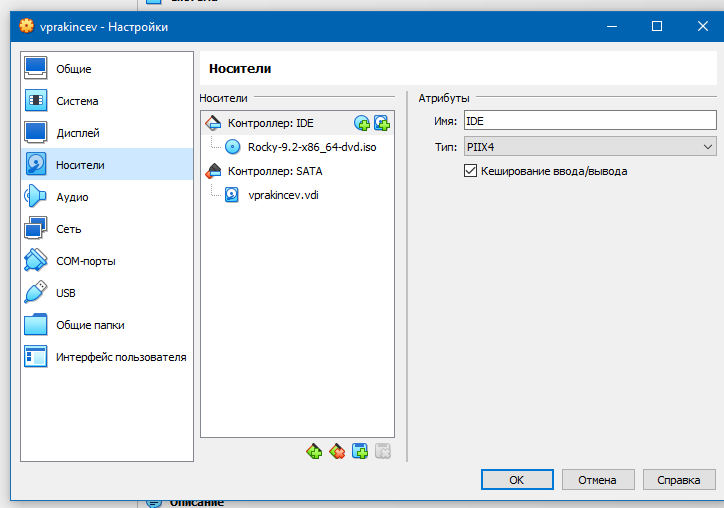 vprakincev - Настройки
Общие
Система
Дисплей
Носители
Аудио
Сеть
COM-порты
USB
Общие папки
Интерфейс пользователя
Носители
Носители
Контроллер: IDE
Rocky-9.2-x86_64-dvd.iso
Контроллер: SATA
vprakincev.vdi
Атрибуты
Имя: IDE
Тип: PIIX4
Кеширование ввода/вывода
OK
Отмена
Справка
Описание